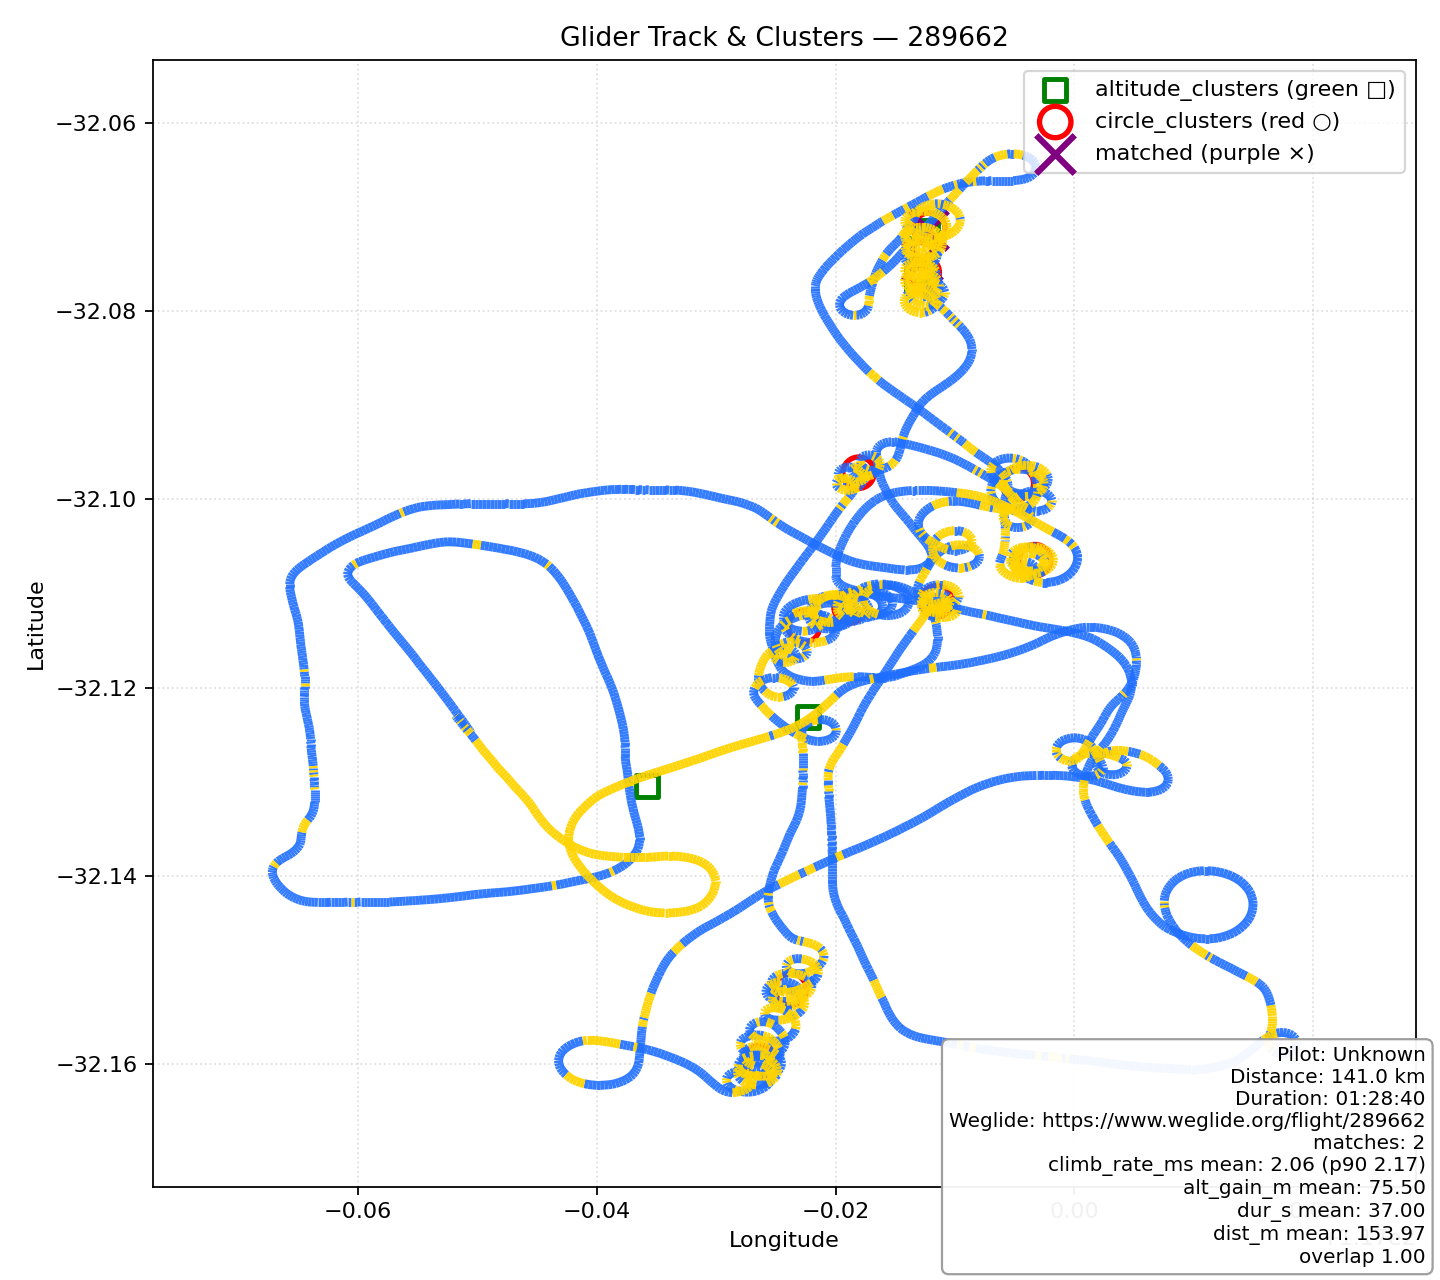 Glider Track & Clusters — 289662
altitude_clusters (green □)
circle_clusters (red ○)
matched (purple ×)
Latitude
−32.06
−32.08
−32.10
−32.12
−32.14
−32.16
−0.06
−0.04
−0.02
0.00
Longitude
Pilot: Unknown
Distance: 141.0 km
Duration: 01:28:40
Weglide: https://www.weglide.org/flight/289662
matches: 2
climb_rate_ms mean: 2.06 (p90 2.17)
alt_gain_m mean: 75.50
dur_s mean: 37.00
dist_m mean: 153.97
overlap 1.00